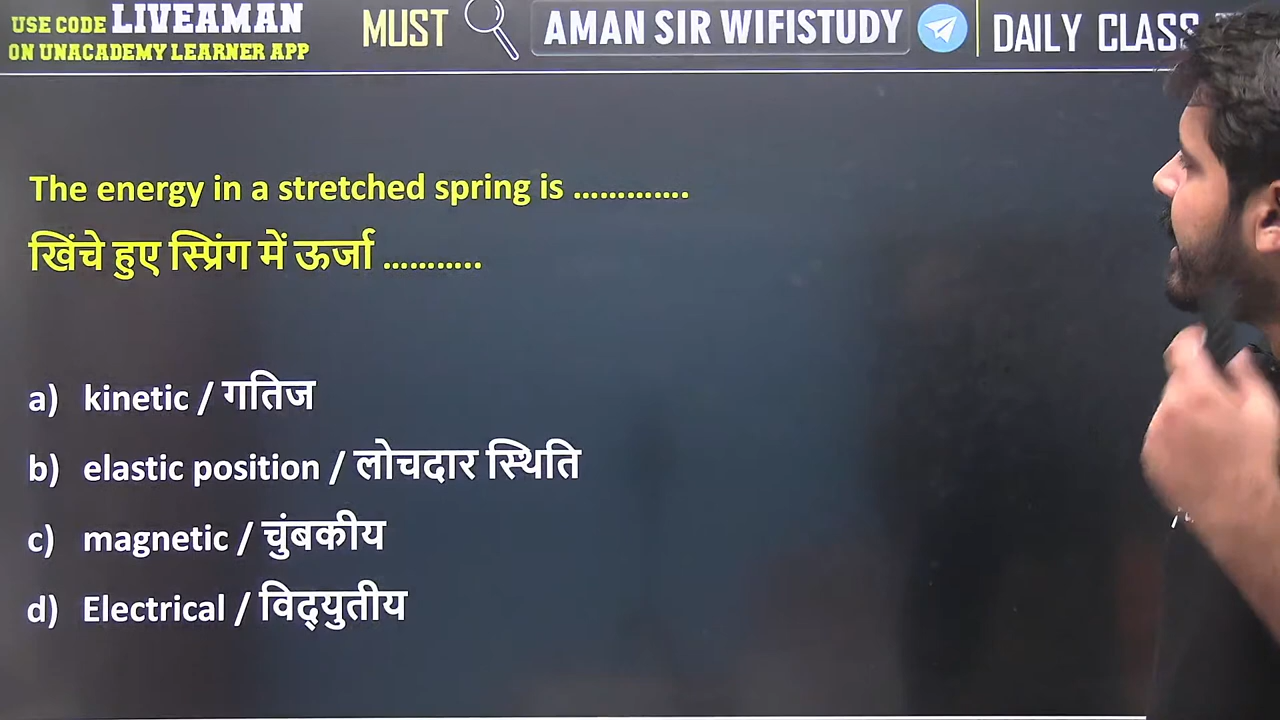 USE CODE LIVEAMAN
ON UNACADEMY LEARNER APP
MUST
AMAN SIR WIFISTUDY
DAILY CLASS
The energy in a stretched spring is ………….
खिंचे हुए स्प्रिंग में ऊर्जा ………..
a) kinetic / गतिज
b) elastic position / लोचदार स्थिति
c) magnetic / चुंबकीय
d) Electrical / विद्‌युतीय